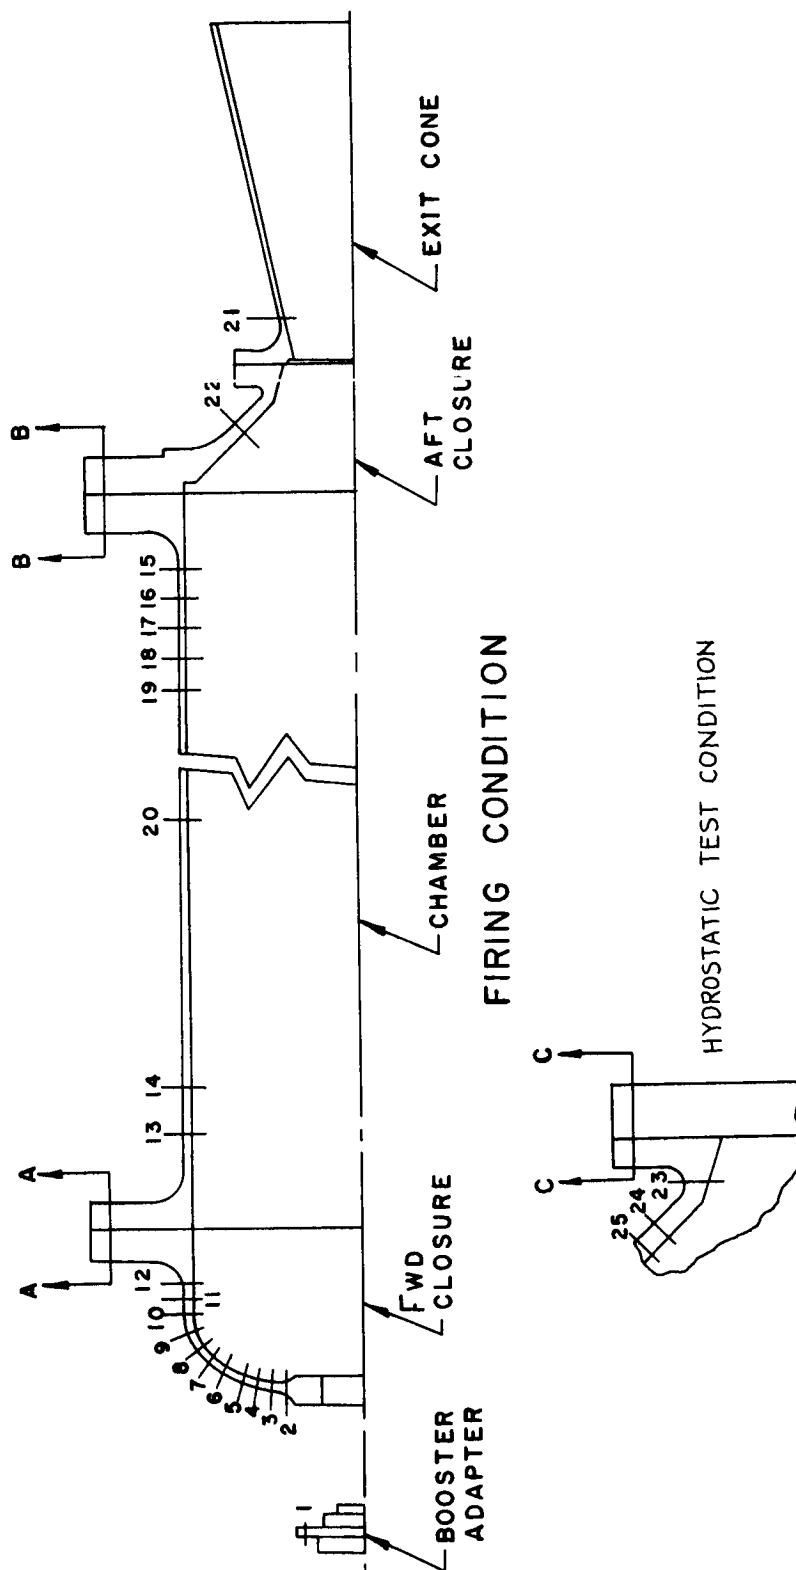 B
B
A
A
21
22
15
16
17
18
19
20
14
13
12
11
10
9
8
7
6
5
4
3
2
1
EXIT CONE
AFT
CLOSURE
CHAMBER
FWD
CLOSURE
BOOSTER
ADAPTER
FIRING CONDITION
C
C
23
24
25
HYDROSTATIC TEST CONDITION